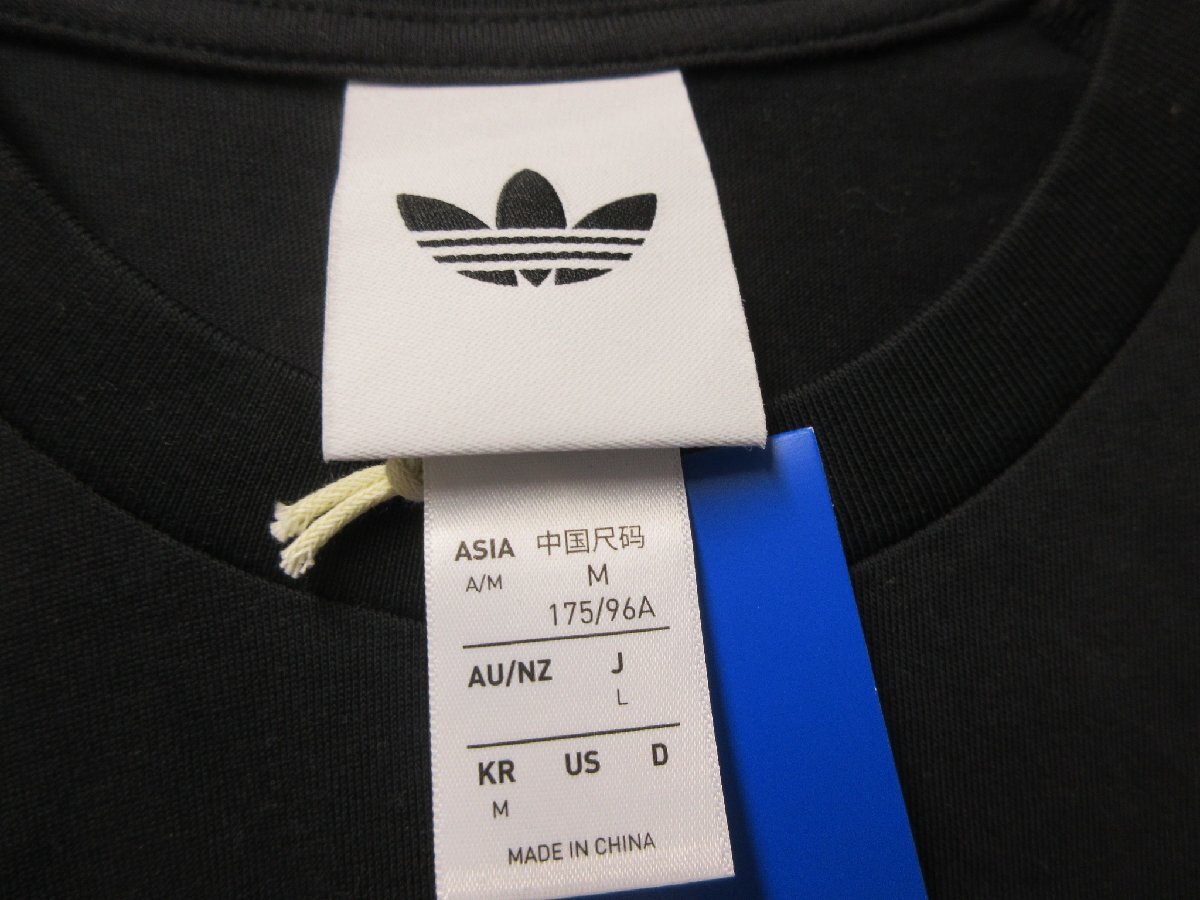 ASIA 中国尺码
A/M M
175/96A
AU/NZ J
L
KR US D
M
MADE IN CHINA